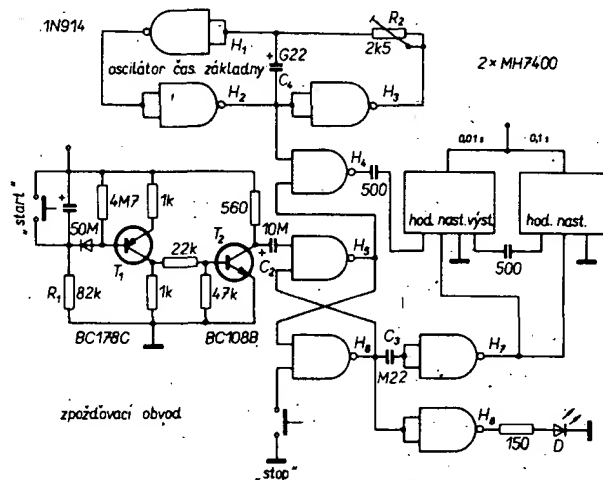 1N914
H1
R2
2k5
G22
+
C4
oscilátor čas. základny
H2
H3
2×MH7400
0,01 s
0,1 s
H4
500
hod. nast. výst.
hod. nast.
500
„start"
+
50M
4M7
1k
T1
22k
T2
560
10M
+
C2
H5
R1
82k
1k
47k
BC178C
BC108B
H6
C3
M22
H7
zpožďovací obvod
H8
150
D
„stop"